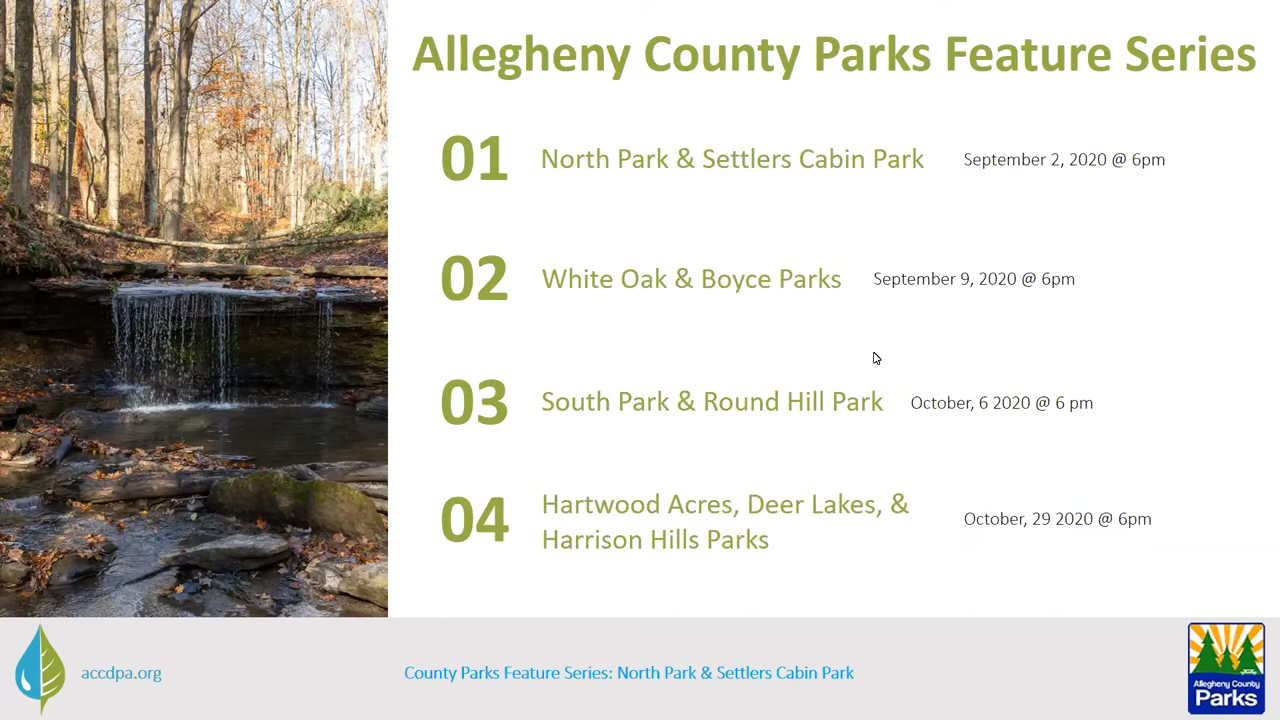 Allegheny County Parks Feature Series
01 North Park & Settlers Cabin Park September 2, 2020 @ 6pm
02 White Oak & Boyce Parks September 9, 2020 @ 6pm
03 South Park & Round Hill Park October, 6 2020 @ 6 pm
04 Hartwood Acres, Deer Lakes, &
Harrison Hills Parks October, 29 2020 @ 6pm
accdpa.org County Parks Feature Series: North Park & Settlers Cabin Park
Allegheny County
Parks